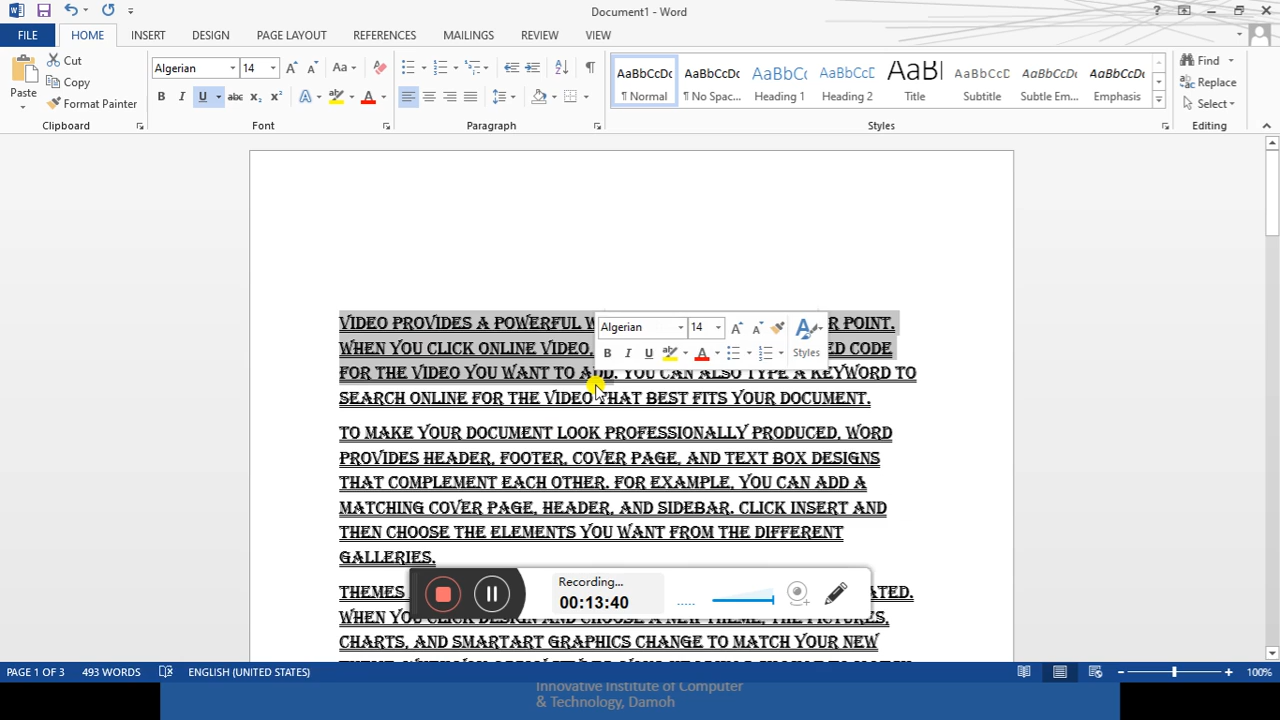 Document1 - Word
FILE HOME INSERT DESIGN PAGE LAYOUT REFERENCES MAILINGS REVIEW VIEW
Paste
Cut
Copy
Format Painter
Clipboard
Algerian 14
Font
Paragraph
AaBbCcDc AaBbCcDc AaBbCc AaBbCcC AaBl AaBbCcD AaBbCcDc AaBbCcDc
¶ Normal ¶ No Spac... Heading 1 Heading 2 Title Subtitle Subtle Em... Emphasis
Styles
Find
Replace
Select
Editing
VIDEO PROVIDES A POWERFUL R POINT.
WHEN YOU CLICK ONLINE VIDEO, ED CODE
FOR THE VIDEO YOU WANT TO ADD. YOU CAN ALSO TYPE A KEYWORD TO
SEARCH ONLINE FOR THE VIDEO THAT BEST FITS YOUR DOCUMENT.
Algerian 14
B I U Styles
TO MAKE YOUR DOCUMENT LOOK PROFESSIONALLY PRODUCED, WORD
PROVIDES HEADER, FOOTER, COVER PAGE, AND TEXT BOX DESIGNS
THAT COMPLEMENT EACH OTHER. FOR EXAMPLE, YOU CAN ADD A
MATCHING COVER PAGE, HEADER, AND SIDEBAR. CLICK INSERT AND
THEN CHOOSE THE ELEMENTS YOU WANT FROM THE DIFFERENT
GALLERIES.
THEMES ATED.
WHEN YOU CLICK DESIGN AND CHOOSE A NEW THEME, THE PICTURES,
CHARTS, AND SMARTART GRAPHICS CHANGE TO MATCH YOUR NEW
Recording...
00:13:40
PAGE 1 OF 3 493 WORDS ENGLISH (UNITED STATES) 100%
Innovative Institute of Computer
& Technology, Damoh